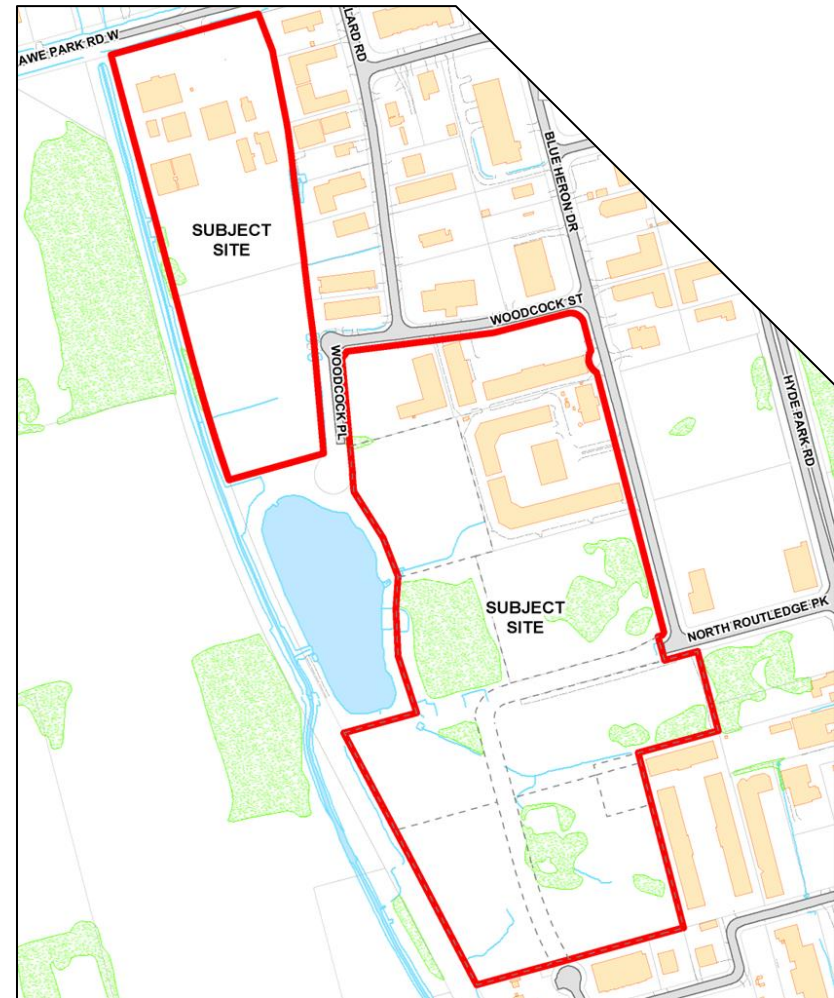 AWE PARK RD W
LARD RD
BLUE HERON DR
SUBJECT
SITE
WOODCOCK ST
WOODCOCK PL
HYDE PARK RD
SUBJECT
SITE
NORTH ROUTLEDGE PK